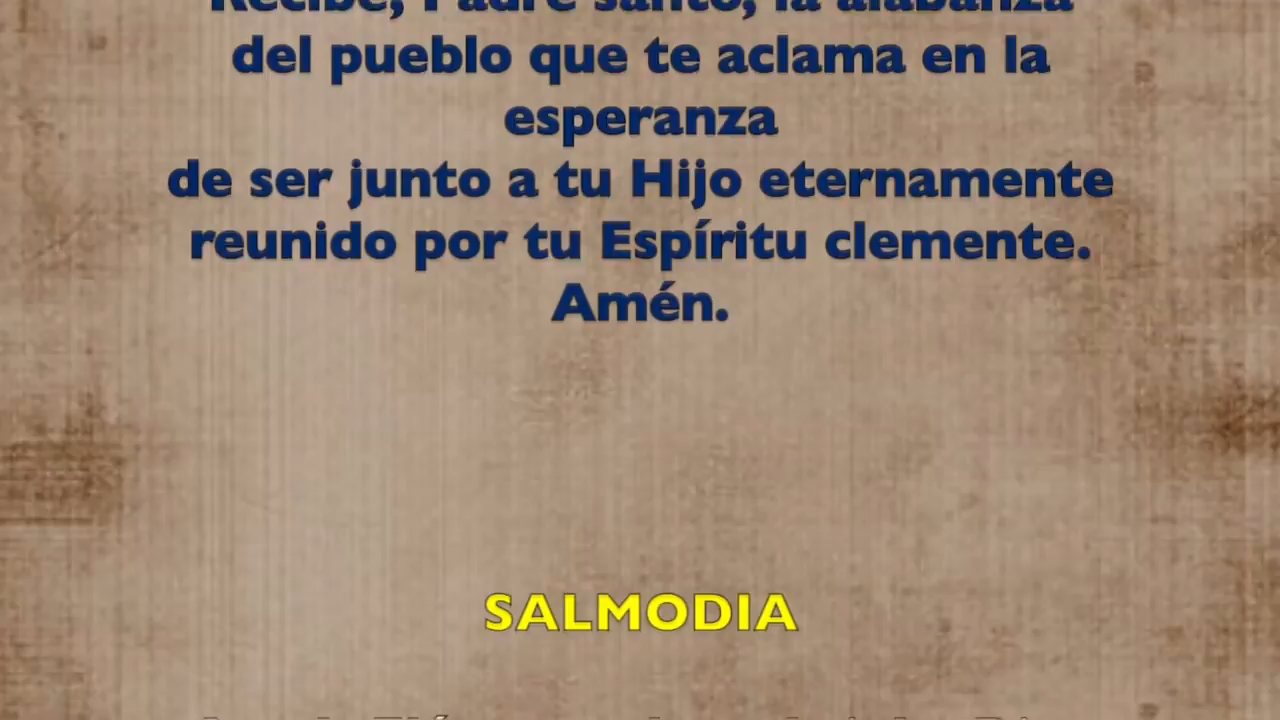 Recibe, Padre santo, la alabanza
del pueblo que te aclama en la
esperanza
de ser junto a tu Hijo eternamente
reunido por tu Espíritu clemente.
Amén.
SALMODIA